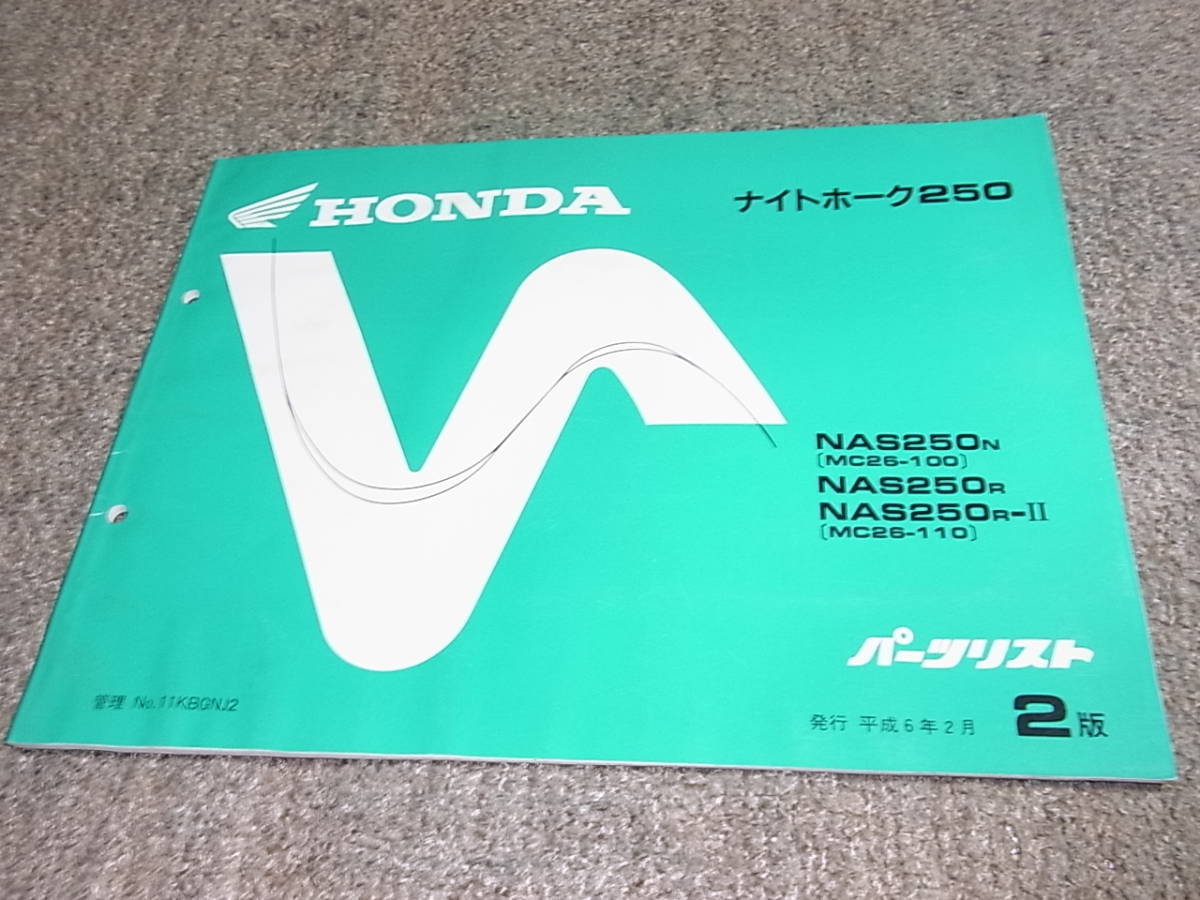 HONDA
ナイトホーク250
NAS250N
〔MC26-100〕
NAS250R
NAS250R-II
〔MC26-110〕
パーツリスト
管理 No.11KBGNJ2
発行 平成6年2月 2版